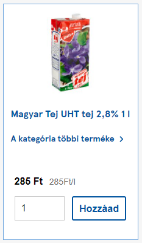 Magyar Tej UHT tej 2,8% 1 l
A kategória többi terméke >
285 Ft 285Ft/l
1 Hozzáad